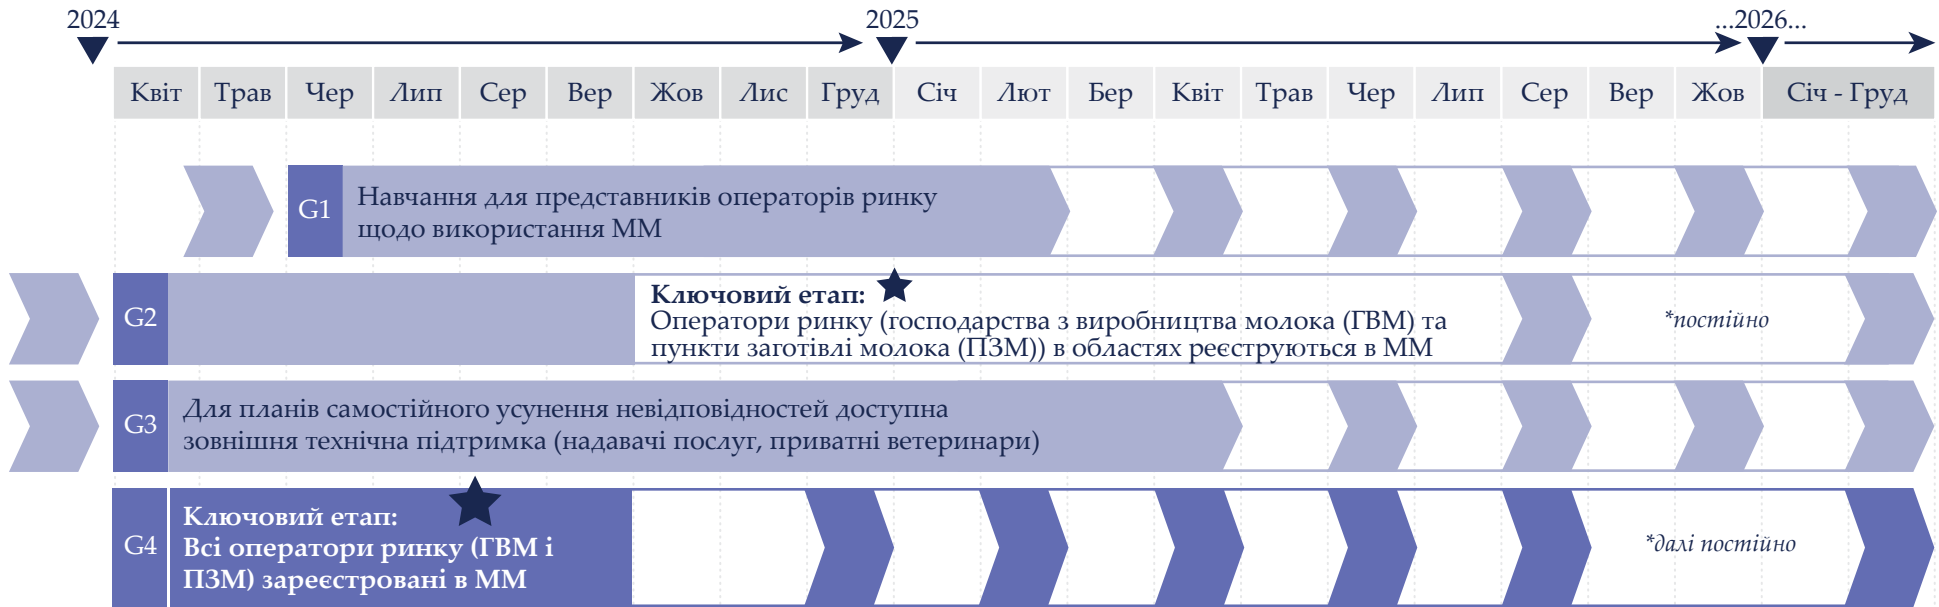 2024
2025
...2026...
Квіт Трав Чер Лип Сер Вер Жов Лис Груд Січ Лют Бер Квіт Трав Чер Лип Сер Вер Жов Січ - Груд
G1
Навчання для представників операторів ринку
щодо використання ММ
G2
Ключовий етап:
Оператори ринку (господарства з виробництва молока (ГВМ) та
пункти заготівлі молока (ПЗМ)) в областях реєструються в ММ
*постійно
G3
Для планів самостійного усунення невідповідностей доступна
зовнішня технічна підтримка (надавачі послуг, приватні ветеринари)
G4
Ключовий етап:
Всі оператори ринку (ГВМ і
ПЗМ) зареєстровані в ММ
*далі постійно